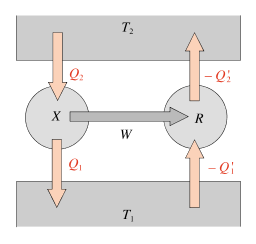 T₂
Q₂
– Q′₂
X
R
W
Q₁
– Q′₁
T₁